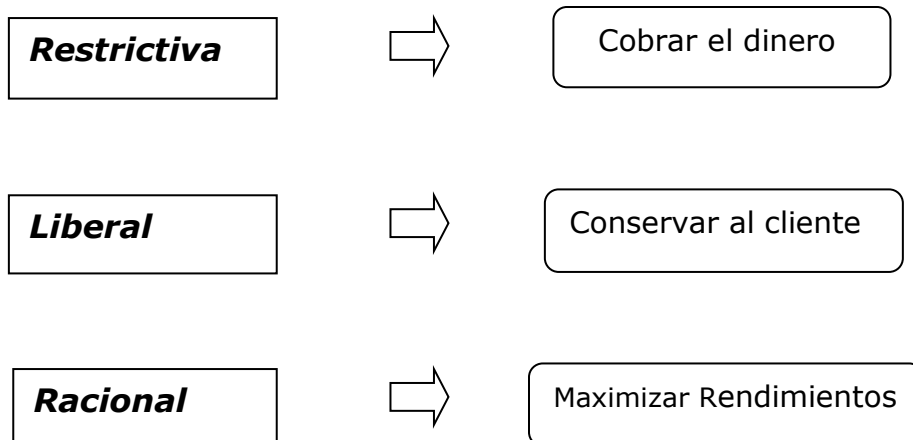 Restrictiva
Cobrar el dinero
Liberal
Conservar al cliente
Racional
Maximizar Rendimientos